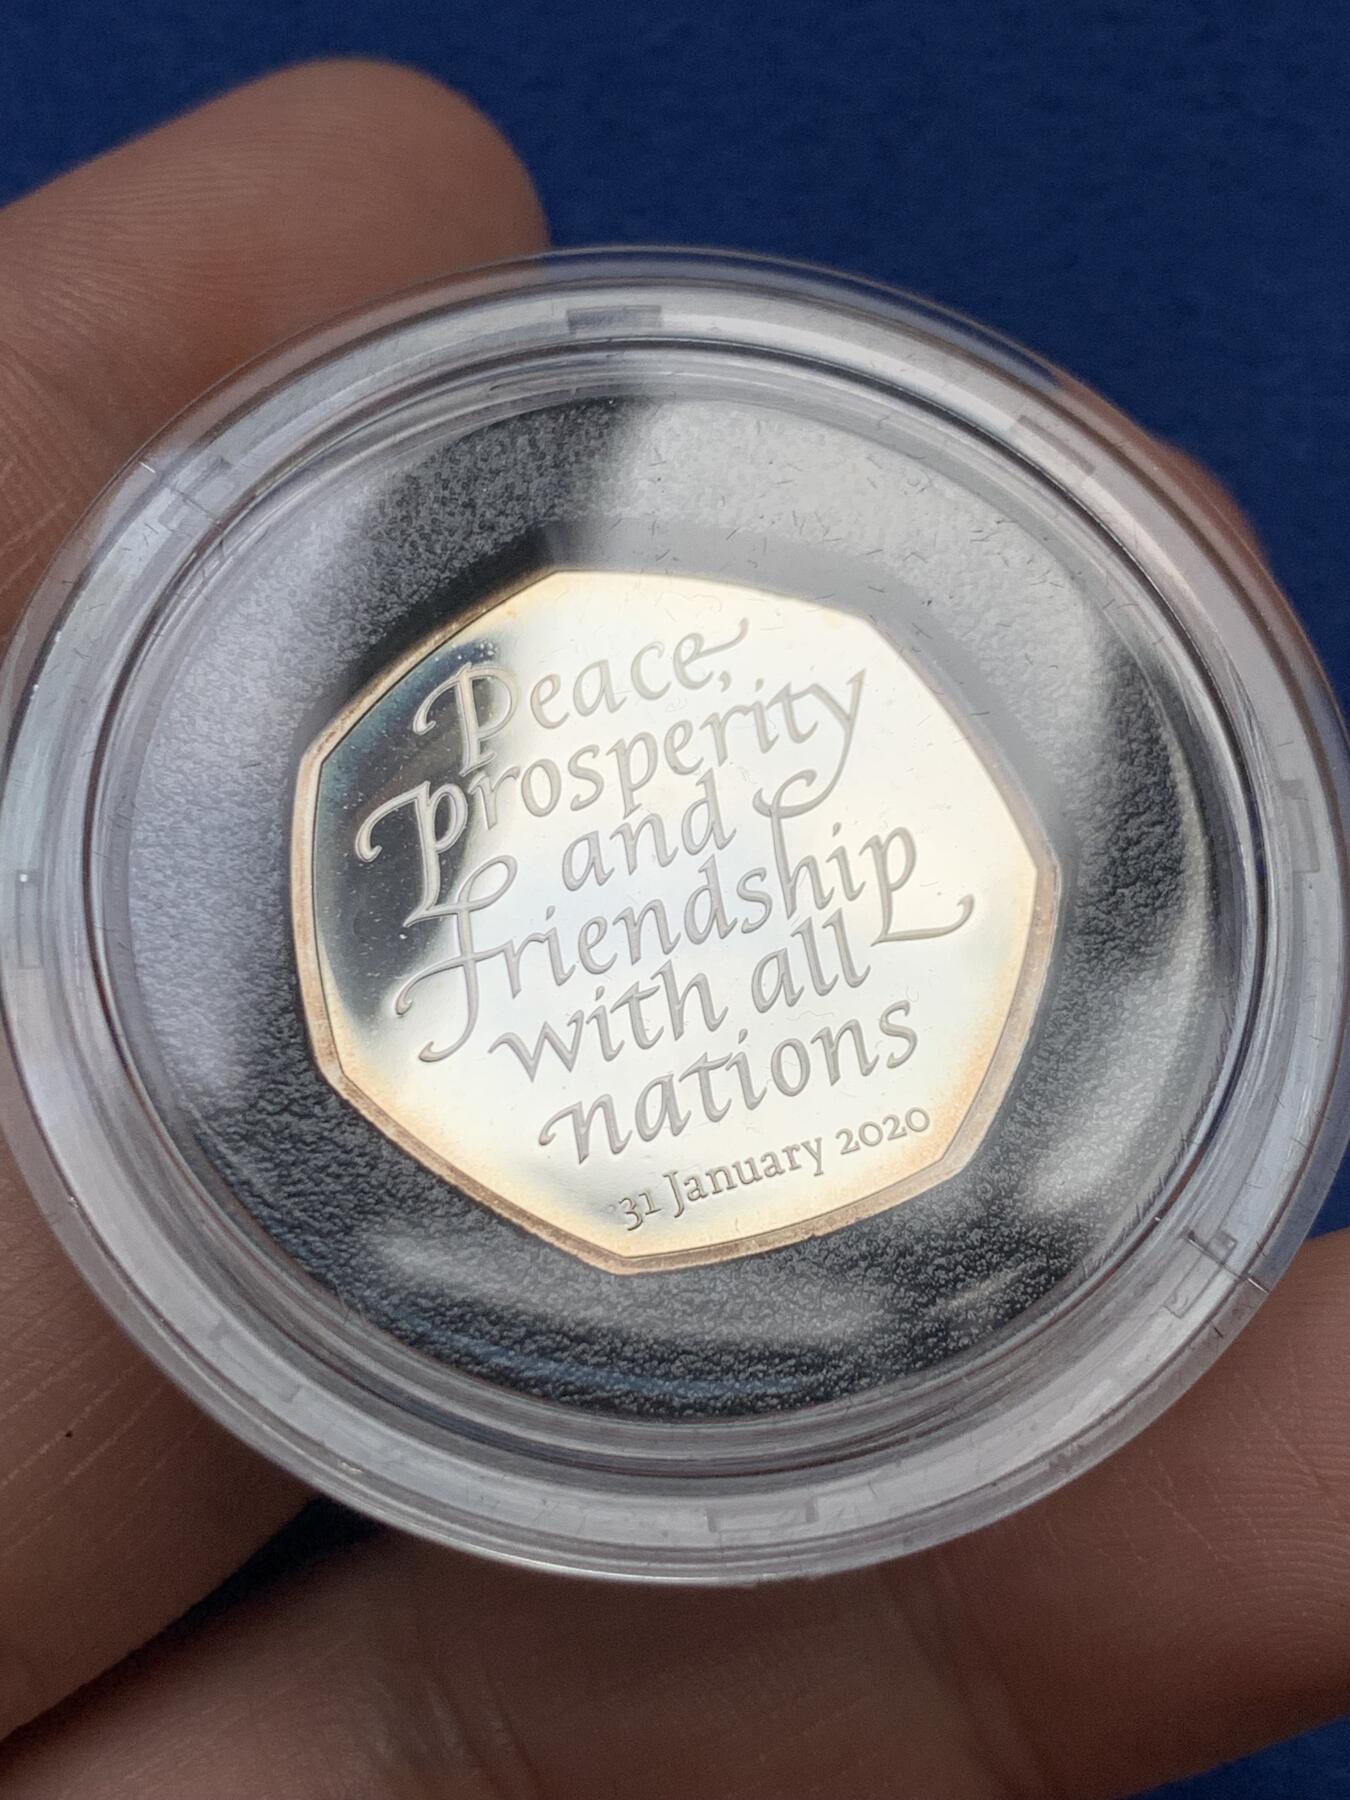 Peace,
prosperity
and
friendship
with all
nations
31 January 2020